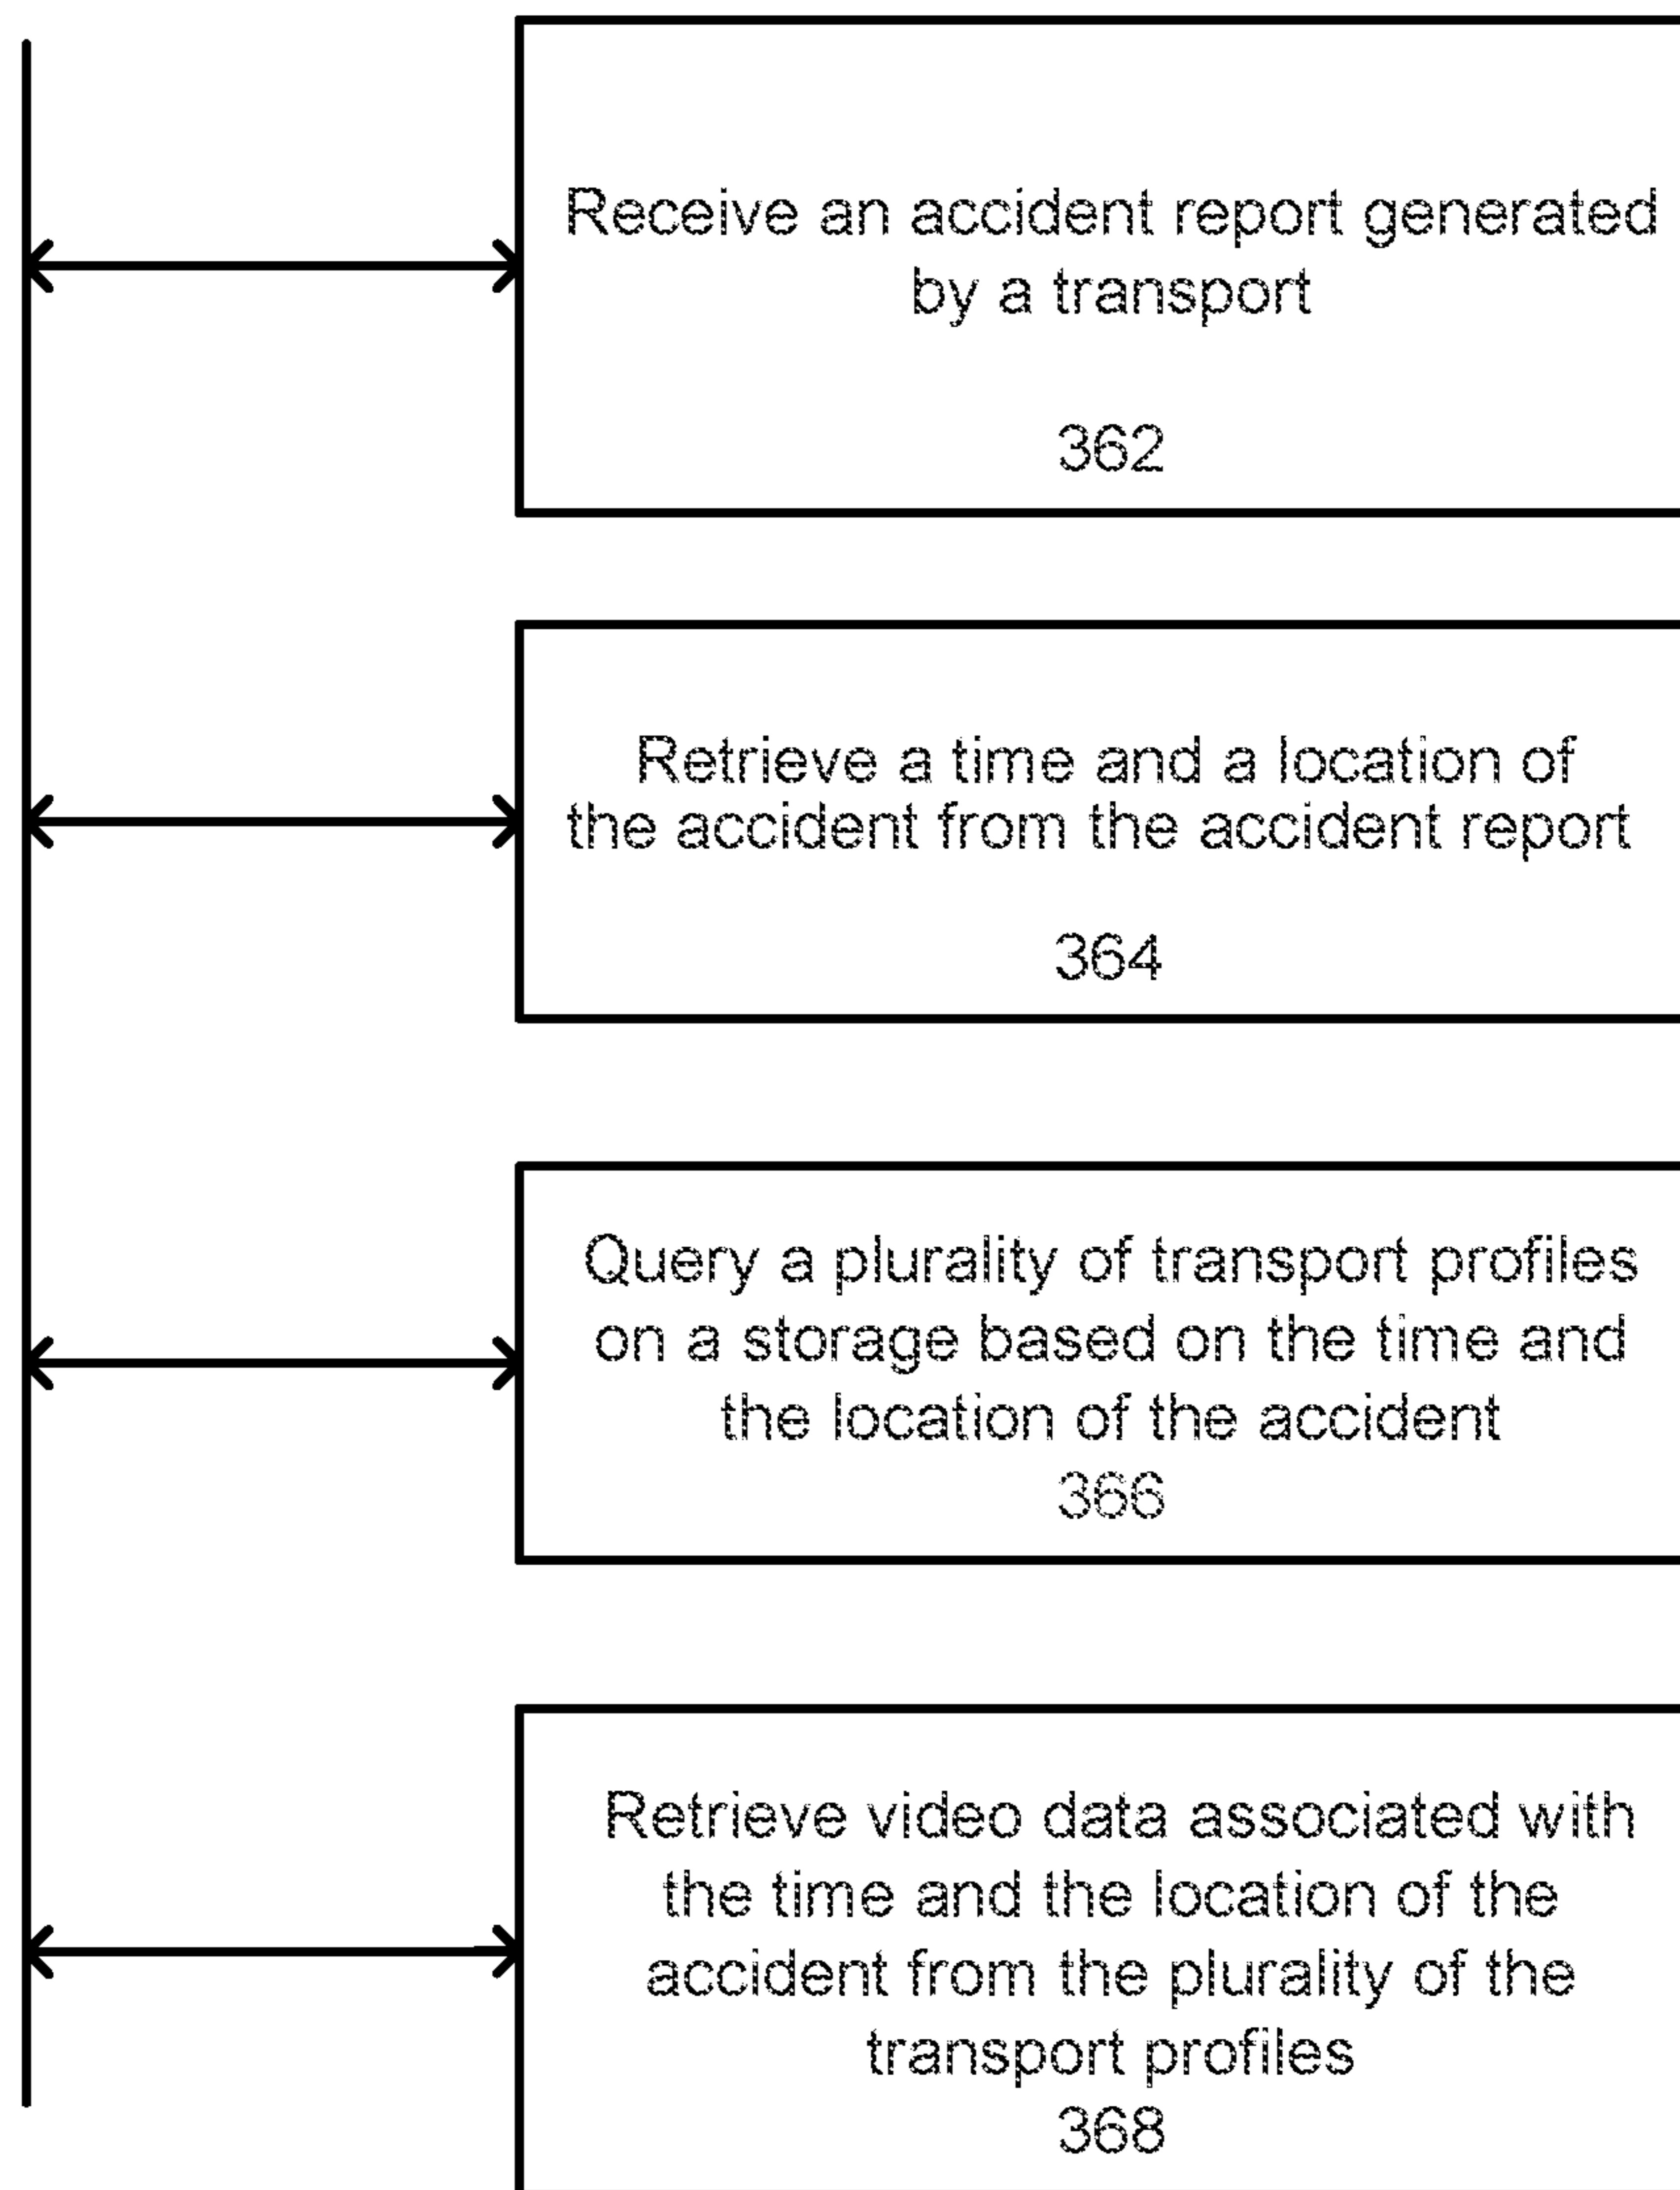 Receive an accident report generated
by a transport
362
Retrieve a time and a location of
the accident from the accident report
364
Query a plurality of transport profiles
on a storage based on the time and
the location of the accident
366
Retrieve video data associated with
the time and the location of the
accident from the plurality of the
transport profiles
368